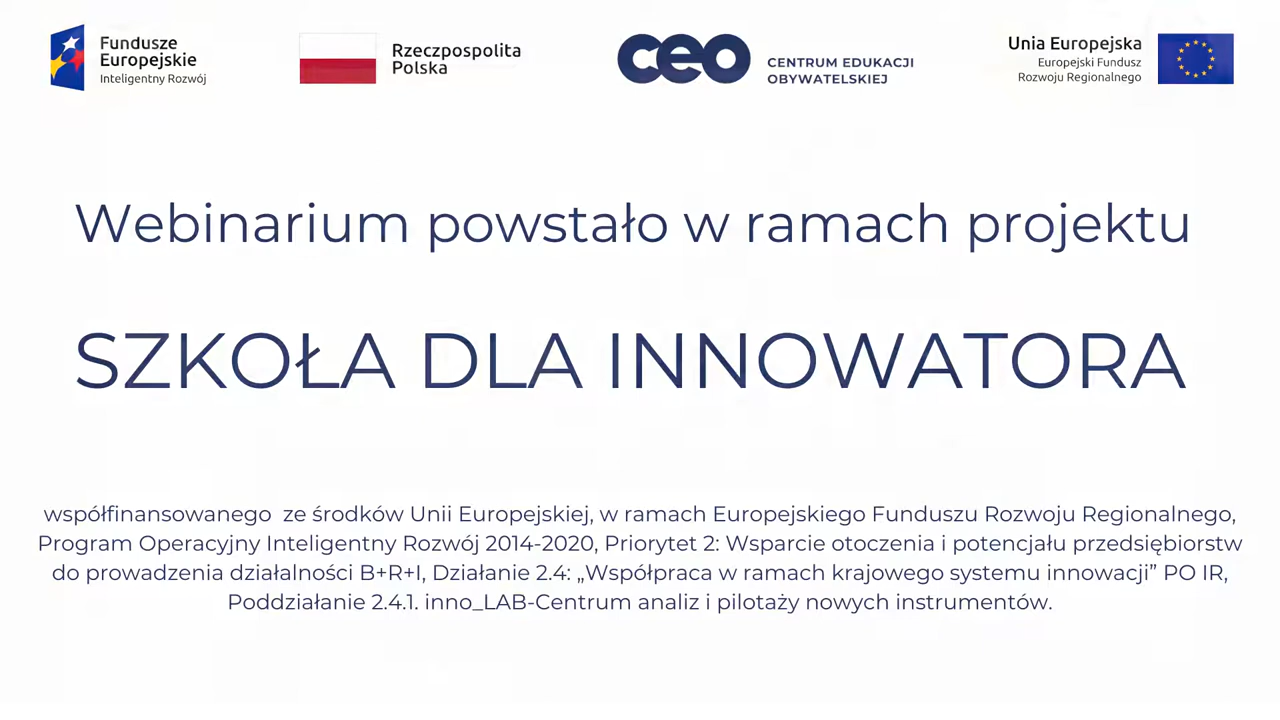 Fundusze
Europejskie
Inteligentny Rozwój
Rzeczpospolita
Polska
ceo
CENTRUM EDUKACJI
OBYWATELSKIEJ
Unia Europejska
Europejski Fundusz
Rozwoju Regionalnego
Webinarium powstało w ramach projektu
SZKOŁA DLA INNOWATORA
współfinansowanego ze środków Unii Europejskiej, w ramach Europejskiego Funduszu Rozwoju Regionalnego,
Program Operacyjny Inteligentny Rozwój 2014-2020, Priorytet 2: Wsparcie otoczenia i potencjału przedsiębiorstw
do prowadzenia działalności B+R+I, Działanie 2.4: „Współpraca w ramach krajowego systemu innowacji” PO IR,
Poddziałanie 2.4.1. inno_LAB-Centrum analiz i pilotaży nowych instrumentów.